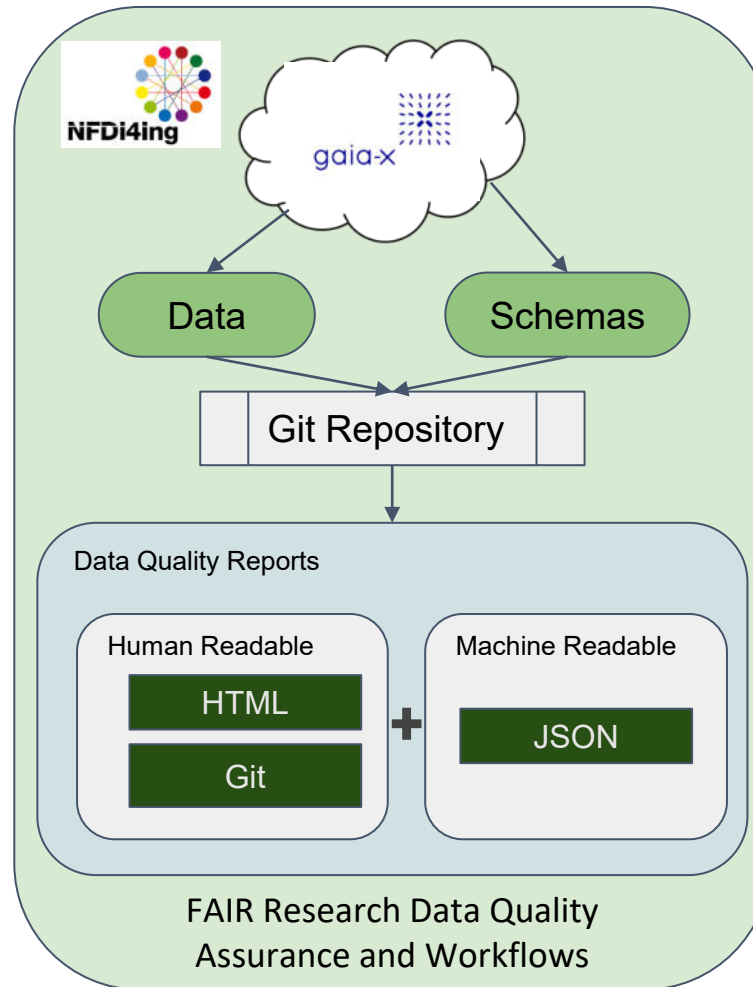 NFDi4ing
gaia-x
Data
Schemas
Git Repository
Data Quality Reports
Human Readable
HTML
Git
Machine Readable
JSON
FAIR Research Data Quality
Assurance and Workflows